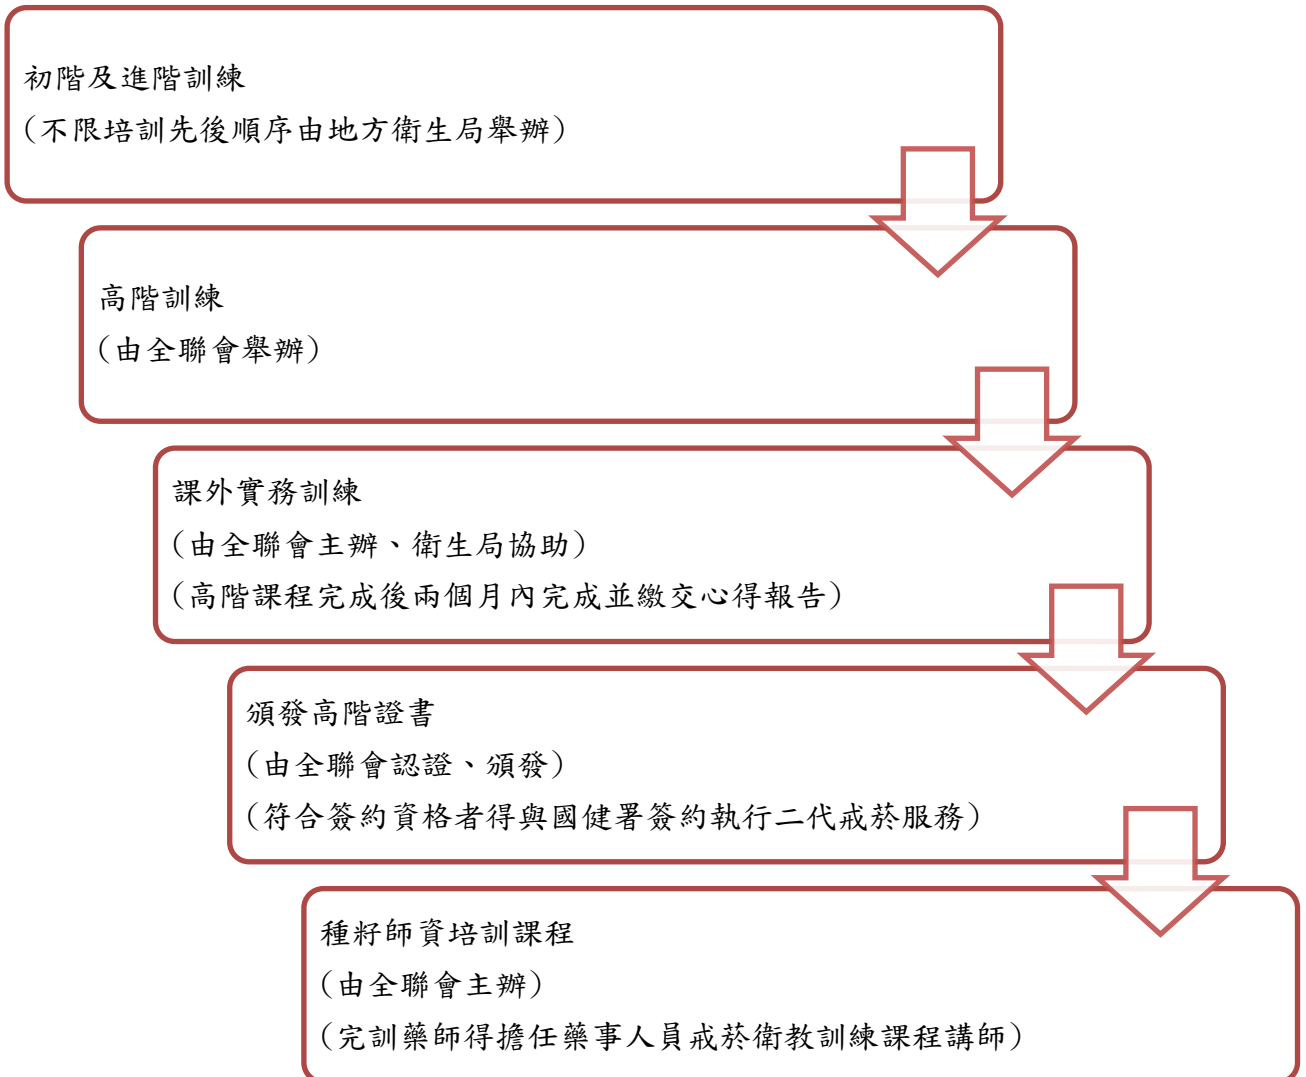 初階及進階訓練
(不限培訓先後順序由地方衛生局舉辦)
高階訓練
(由全聯會舉辦)
課外實務訓練
(由全聯會主辦、衛生局協助)
(高階課程完成後兩個月內完成並繳交心得報告)
頒發高階證書
(由全聯會認證、頒發)
(符合簽約資格者得與國健署簽約執行二代戒菸服務)
種籽師資培訓課程
(由全聯會主辦)
(完訓藥師得擔任藥事人員戒菸衛教訓練課程講師)